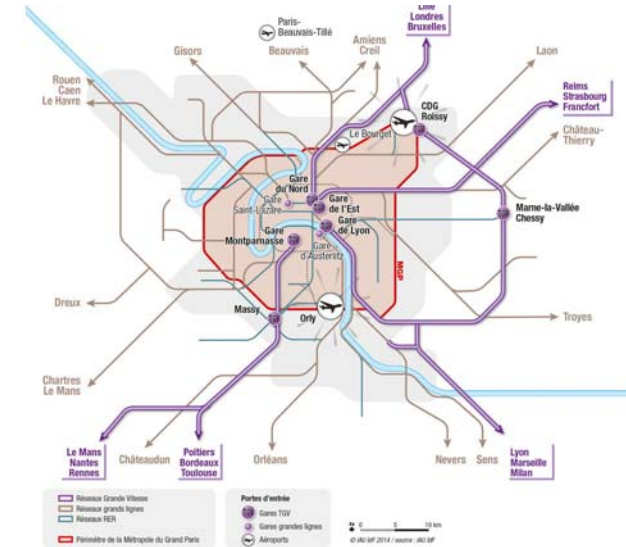 Lille
Londres
Bruxelles
Paris-
Beauvais-Tillé
Gisors
Beauvais
Amiens
Creil
Laon
Rouen
Caen
Le Havre
CDG
Roissy
Reims
Strasbourg
Francfort
Le Bourget
Château-
Thierry
Gare
du Nord
Gare
Saint-Lazare
Gare
de l'Est
Gare
de Lyon
Marne-la-Vallée
Chessy
Gare
Montparnasse
Gare
d'Austerlitz
MGP
Dreux
Massy
Orly
Troyes
Chartres
Le Mans
Le Mans
Nantes
Rennes
Châteaudun
Poitiers
Bordeaux
Toulouse
Orléans
Nevers
Sens
Lyon
Marseille
Milan
Réseaux Grande Vitesse
Réseaux grands lignes
Réseaux RER
Périmètre de la Métropole du Grand Paris
Portes d'entrée
Gares TGV
Gares grandes lignes
Aéroports
N
0 5 10 km
© IAU îdF 2014 / source : IAU îdF